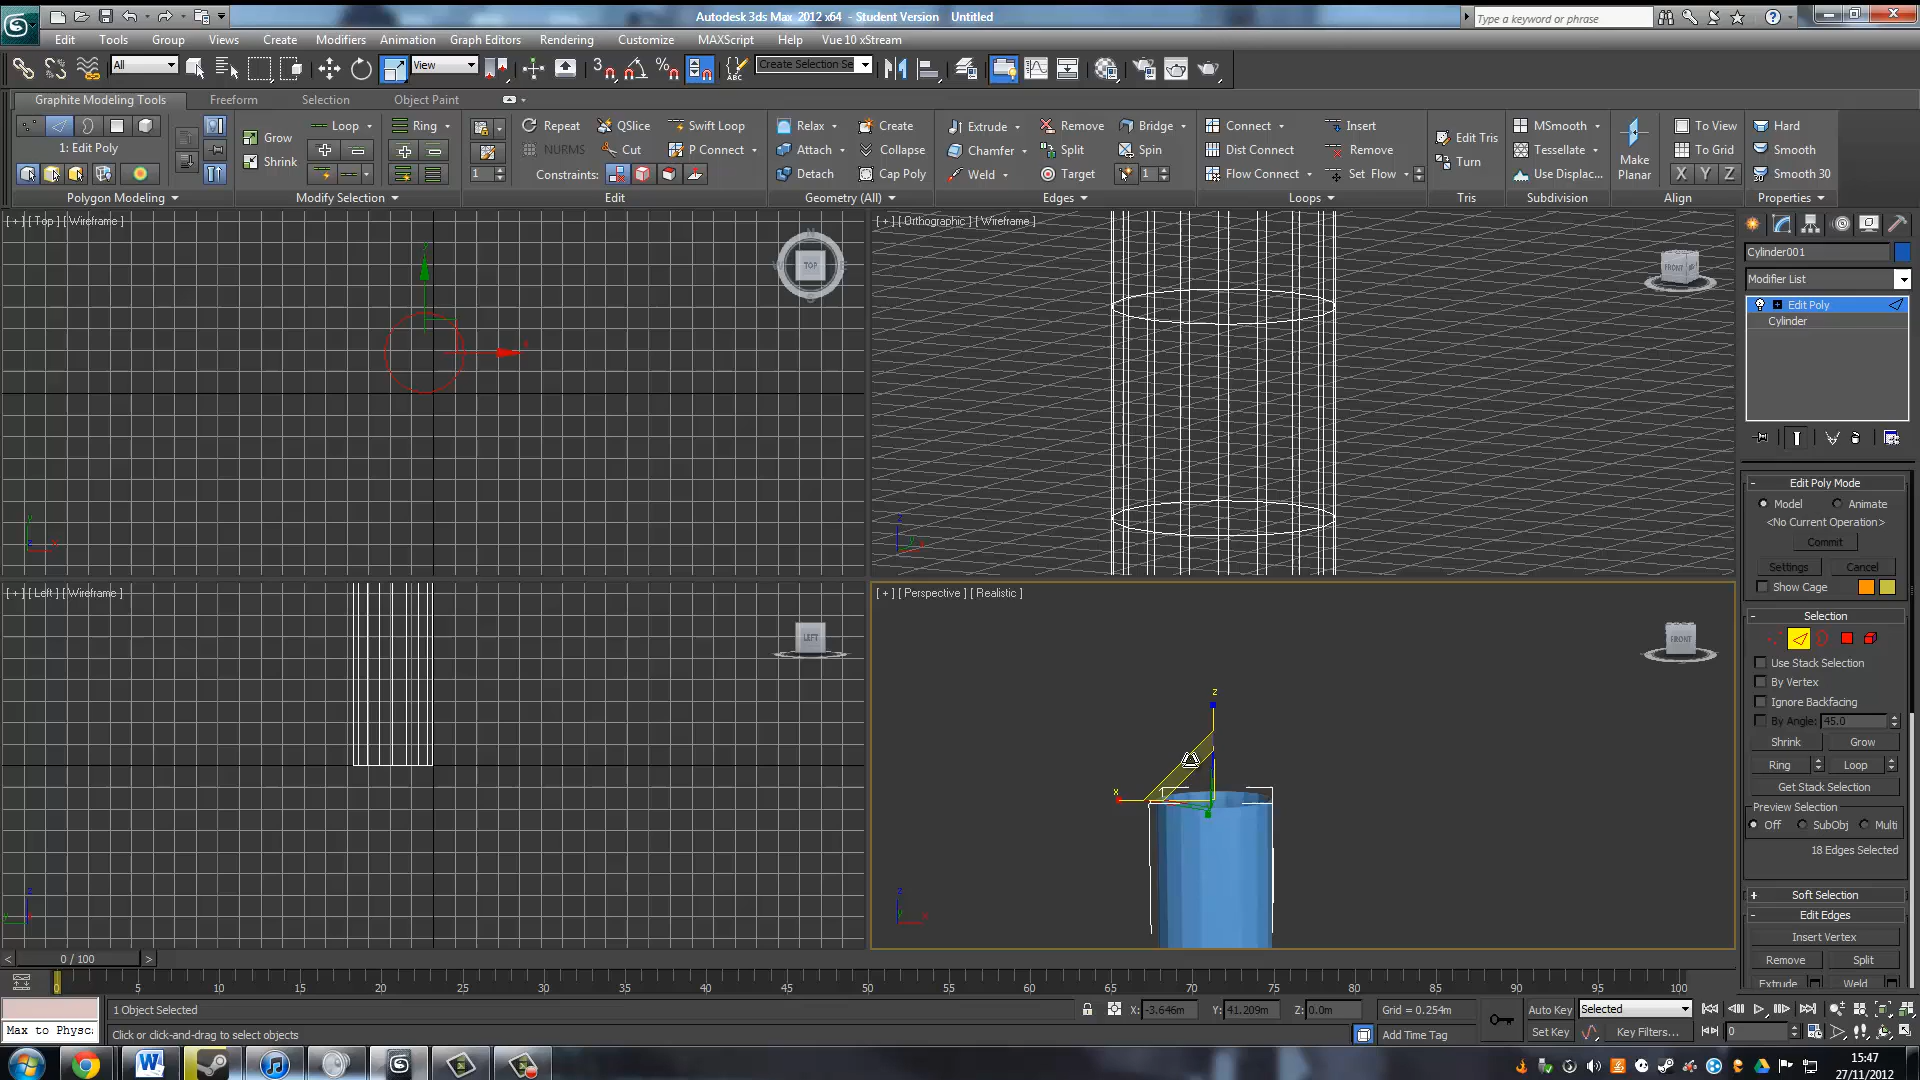 Autodesk 3ds Max 2012 x64 - Student Version Untitled
Type a keyword or phrase
Edit Tools Group Views Create Modifiers Animation Graph Editors Rendering Customize MAXScript Help Vue 10 xStream
All View Create Selection Se
Graphite Modeling Tools Freeform Selection Object Paint
Loop Ring Repeat QSlice Swift Loop Relax Create Extrude Remove Bridge Connect Insert MSmooth To View Hard
1: Edit Poly Grow Shrink NURMS Cut P Connect Attach Collapse Chamfer Split Spin Dist Connect Remove Edit Tris Turn Tessellate Make Planar To Grid Smooth
1 Constraints: Detach Cap Poly Weld Target 1 Flow Connect Set Flow Use Displac... X Y Z Smooth 30
Polygon Modeling Modify Selection Edit Geometry (All) Edges Loops Tris Subdivision Align Properties
[ + ] [ Top ] [ Wireframe ]
TOP
[ + ] [ Orthographic ] [ Wireframe ]
FRONT
[ + ] [ Left ] [ Wireframe ]
LEFT
[ + ] [ Perspective ] [ Realistic ]
FRONT
z
x
Cylinder001
Modifier List
Edit Poly
Cylinder
Edit Poly Mode
Model Animate
<No Current Operation>
Commit
Settings Cancel
Show Cage
Selection
Use Stack Selection
By Vertex
Ignore Backfacing
By Angle: 45.0
Shrink Grow
Ring Loop
Get Stack Selection
Preview Selection
Off SubObj Multi
18 Edges Selected
Soft Selection
Edit Edges
Insert Vertex
Remove Split
Extrude Weld
0 / 100
0 5 10 15 20 25 30 35 40 45 50 55 60 65 70 75 80 85 90 95 100
1 Object Selected X: -3.646m Y: 41.209m Z: 0.0m Grid = 0.254m Auto Key Selected
Max to Physc: Click or click-and-drag to select objects Add Time Tag Set Key Key Filters... 0
15:47
27/11/2012